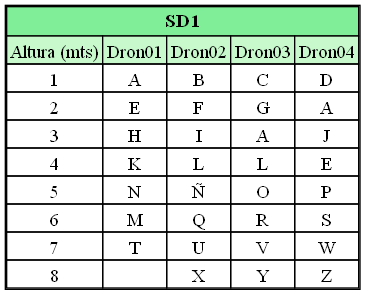 SD1
Altura (mts) Dron01 Dron02 Dron03 Dron04
1 A B C D
2 E F G A
3 H I A J
4 K L L E
5 N Ñ O P
6 M Q R S
7 T U V W
8 X Y Z